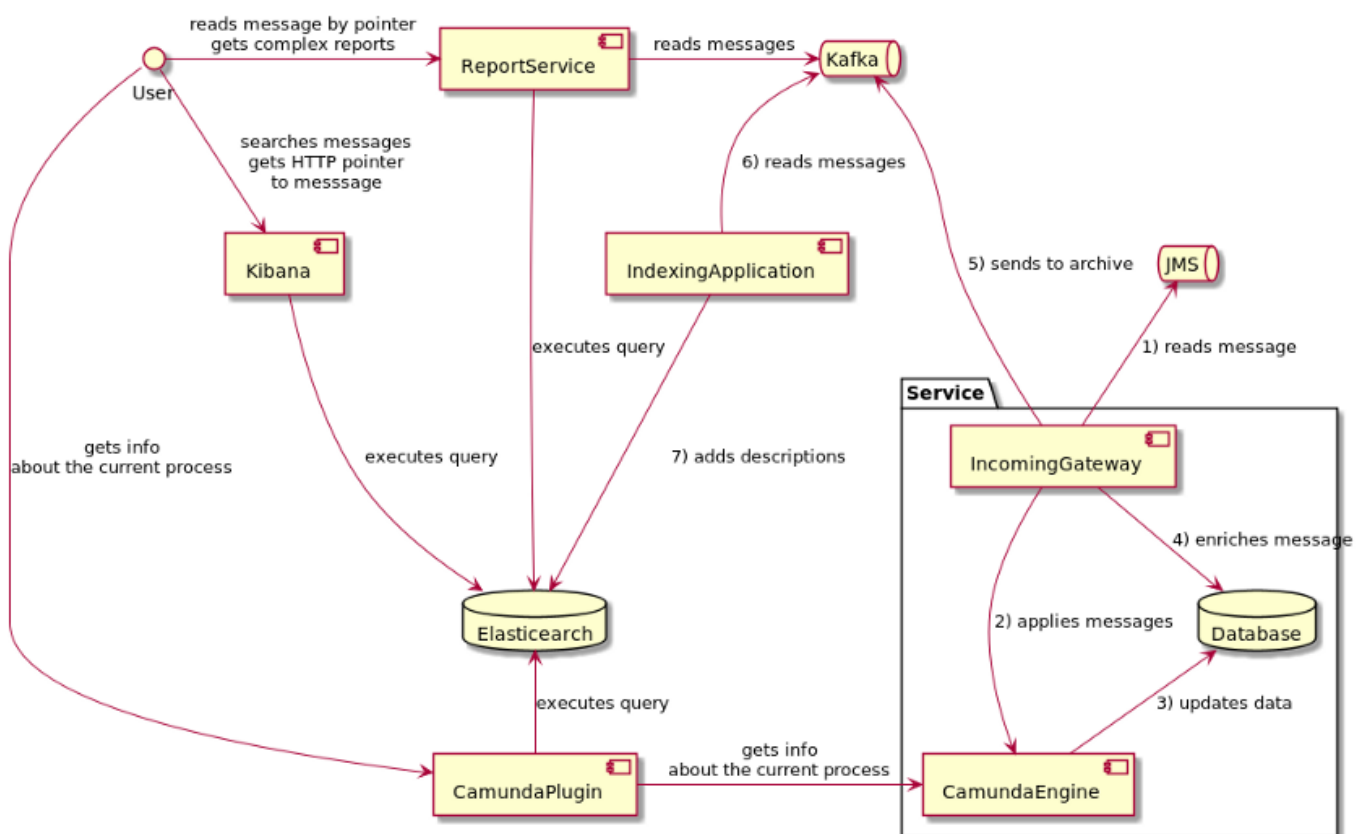 reads message by pointer
gets complex reports
ReportService
reads messages
Kafka
User
searches messages
gets HTTP pointer
to messsage
6) reads messages
Kibana
IndexingApplication
5) sends to archive
JMS
executes query
1) reads message
Service
gets info
about the current process
executes query
7) adds descriptions
IncomingGateway
4) enriches message
Elasticearch
2) applies messages
Database
executes query
3) updates data
gets info
about the current process
CamundaPlugin
CamundaEngine